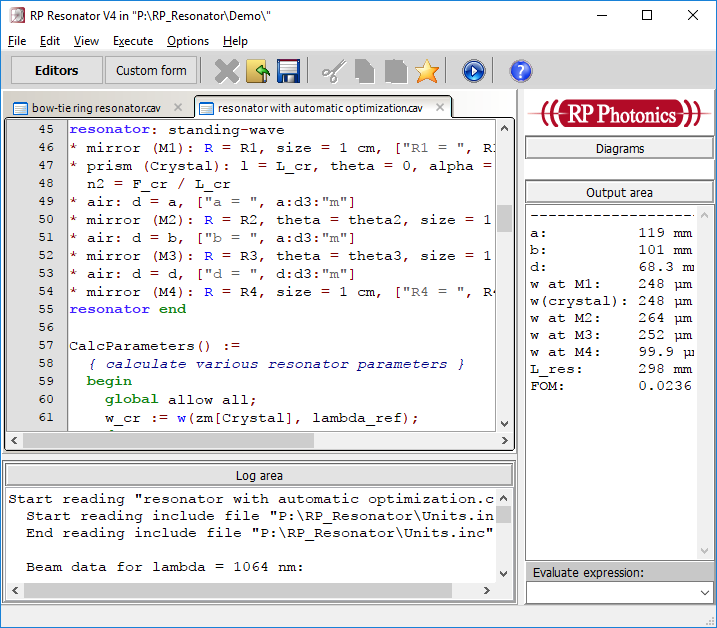 RP Resonator V4 in "P:\RP_Resonator\Demo\"
File Edit View Execute Options Help
Editors Custom form
bow-tie ring resonator.cav resonator with automatic optimization.cav
45 resonator: standing-wave
46 * mirror (M1): R = R1, size = 1 cm, ["R1 = ", R1
47 * prism (Crystal): l = L_cr, theta = 0, alpha =
48 n2 = F_cr / L_cr
49 * air: d = a, ["a = ", a:d3:"m"]
50 * mirror (M2): R = R2, theta = theta2, size = 1
51 * air: d = b, ["b = ", a:d3:"m"]
52 * mirror (M3): R = R3, theta = theta3, size = 1
53 * air: d = d, ["d = ", d:d3:"m"]
54 * mirror (M4): R = R4, size = 1 cm, ["R4 = ", R4
55 resonator end
56
57 CalcParameters() :=
58 { calculate various resonator parameters }
59 begin
60 global allow all;
61 w_cr := w(zm[Crystal], lambda_ref);
Log area
Start reading "resonator with automatic optimization.c
Start reading include file "P:\RP_Resonator\Units.in
End reading include file "P:\RP_Resonator\Units.inc"
Beam data for lambda = 1064 nm:
RP Photonics
Diagrams
Output area
--------------------
a: 119 mm
b: 101 mm
d: 68.3 mm
w at M1: 248 µm
w(crystal): 248 µm
w at M2: 264 µm
w at M3: 252 µm
w at M4: 99.9 µm
L_res: 298 mm
FOM: 0.0236
Evaluate expression: